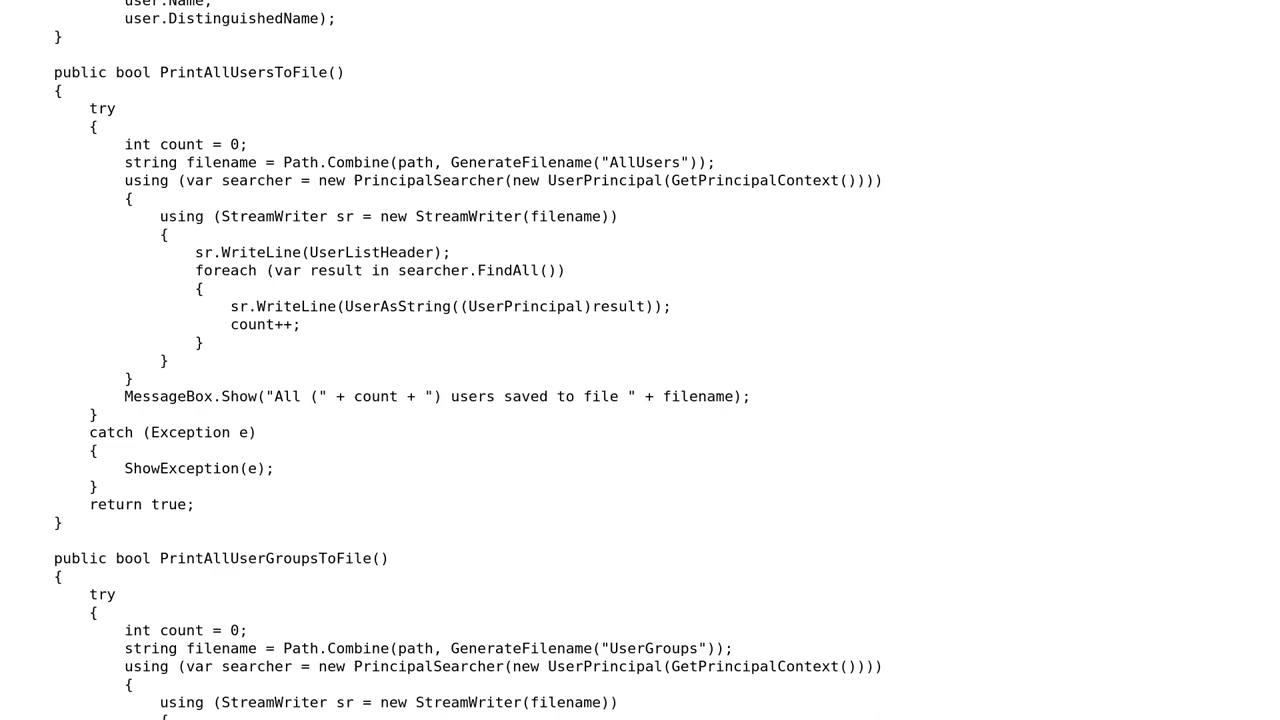 user.Name,
user.DistinguishedName);
}
public bool PrintAllUsersToFile()
{
try
{
int count = 0;
string filename = Path.Combine(path, GenerateFilename("AllUsers"));
using (var searcher = new PrincipalSearcher(new UserPrincipal(GetPrincipalContext())))
{
using (StreamWriter sr = new StreamWriter(filename))
{
sr.WriteLine(UserListHeader);
foreach (var result in searcher.FindAll())
{
sr.WriteLine(UserAsString((UserPrincipal)result));
count++;
}
}
}
MessageBox.Show("All (" + count + ") users saved to file " + filename);
}
catch (Exception e)
{
ShowException(e);
}
return true;
}
public bool PrintAllUserGroupsToFile()
{
try
{
int count = 0;
string filename = Path.Combine(path, GenerateFilename("UserGroups"));
using (var searcher = new PrincipalSearcher(new UserPrincipal(GetPrincipalContext())))
{
using (StreamWriter sr = new StreamWriter(filename))
{